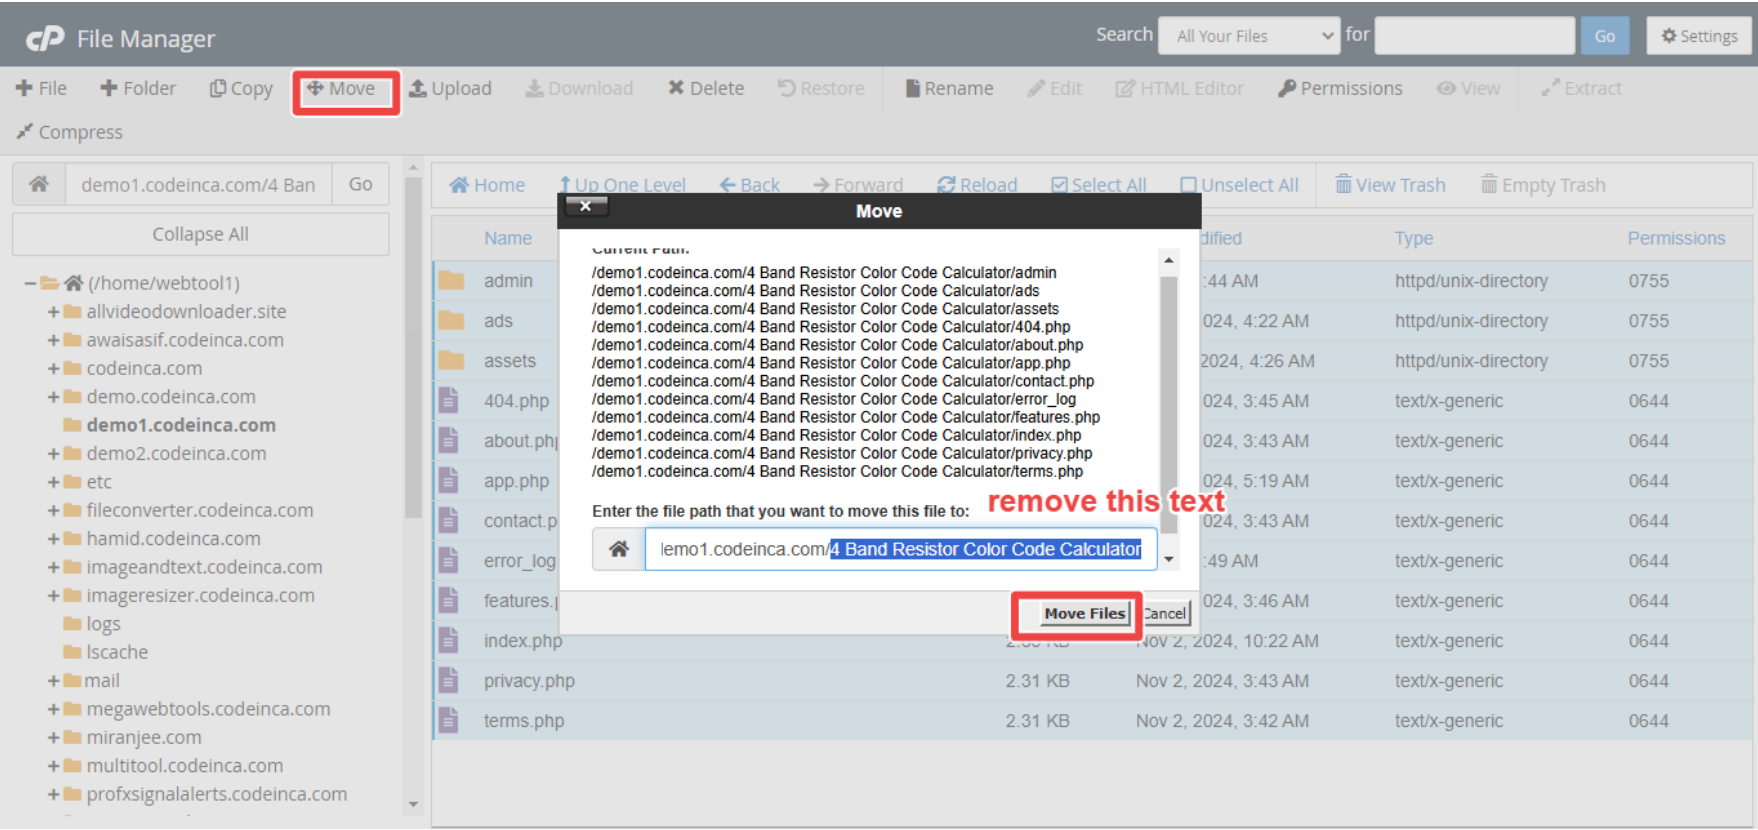 cP File Manager
Search All Your Files for Go Settings
File Folder Copy Move Upload Download Delete Restore Rename Edit HTML Editor Permissions View Extract
Compress
demo1.codeinca.com/4 Ban Go
Home Up One Level Back Forward Reload Select All Unselect All View Trash Empty Trash
Collapse All
(/home/webtool1)
allvideodownloader.site
awaisasif.codeinca.com
codeinca.com
demo.codeinca.com
demo1.codeinca.com
demo2.codeinca.com
etc
fileconverter.codeinca.com
hamid.codeinca.com
imageandtext.codeinca.com
imageresizer.codeinca.com
logs
lscache
mail
megawebtools.codeinca.com
miranjee.com
multitool.codeinca.com
profxsignalalerts.codeinca.com
Name dified Type Permissions
admin :44 AM httpd/unix-directory 0755
ads 024, 4:22 AM httpd/unix-directory 0755
assets 2024, 4:26 AM httpd/unix-directory 0755
404.php 024, 3:45 AM text/x-generic 0644
about.php 024, 3:43 AM text/x-generic 0644
app.php 024, 5:19 AM text/x-generic 0644
contact.p 024, 3:43 AM text/x-generic 0644
error_log :49 AM text/x-generic 0644
features.p 024, 3:46 AM text/x-generic 0644
index.php Nov 2, 2024, 10:22 AM text/x-generic 0644
privacy.php 2.31 KB Nov 2, 2024, 3:43 AM text/x-generic 0644
terms.php 2.31 KB Nov 2, 2024, 3:42 AM text/x-generic 0644
Move
Current Path:
/demo1.codeinca.com/4 Band Resistor Color Code Calculator/admin
/demo1.codeinca.com/4 Band Resistor Color Code Calculator/ads
/demo1.codeinca.com/4 Band Resistor Color Code Calculator/assets
/demo1.codeinca.com/4 Band Resistor Color Code Calculator/404.php
/demo1.codeinca.com/4 Band Resistor Color Code Calculator/about.php
/demo1.codeinca.com/4 Band Resistor Color Code Calculator/app.php
/demo1.codeinca.com/4 Band Resistor Color Code Calculator/contact.php
/demo1.codeinca.com/4 Band Resistor Color Code Calculator/error_log
/demo1.codeinca.com/4 Band Resistor Color Code Calculator/features.php
/demo1.codeinca.com/4 Band Resistor Color Code Calculator/index.php
/demo1.codeinca.com/4 Band Resistor Color Code Calculator/privacy.php
/demo1.codeinca.com/4 Band Resistor Color Code Calculator/terms.php
remove this text
Enter the file path that you want to move this file to:
demo1.codeinca.com/4 Band Resistor Color Code Calculator
Move Files Cancel